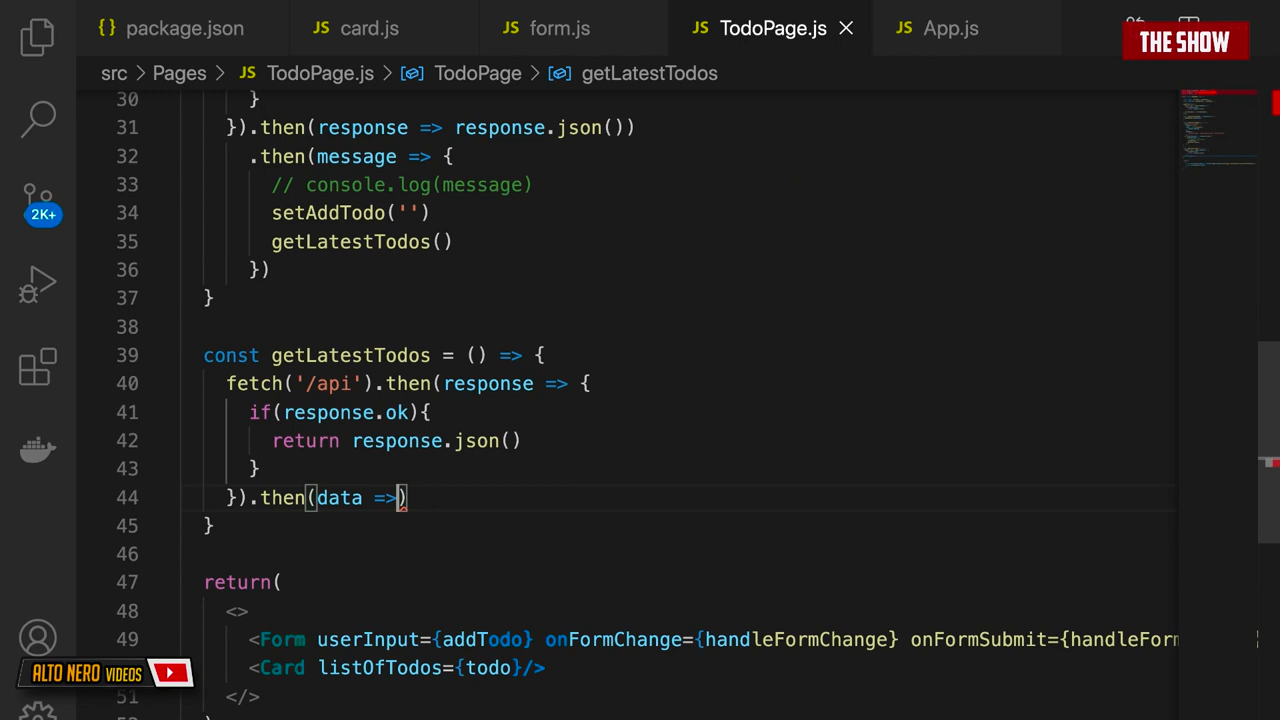 package.json
JS card.js
JS form.js
JS TodoPage.js
JS App.js
THE SHOW
src > Pages > JS TodoPage.js > TodoPage > getLatestTodos
2K+
30 }
31 }).then(response => response.json())
32 .then(message => {
33 // console.log(message)
34 setAddTodo('')
35 getLatestTodos()
36 })
37 }
38
39 const getLatestTodos = () => {
40 fetch('/api').then(response => {
41 if(response.ok){
42 return response.json()
43 }
44 }).then(data =>)
45 }
46
47 return(
48 <>
49 <Form userInput={addTodo} onFormChange={handleFormChange} onFormSubmit={handleForm
50 <Card listOfTodos={todo}/>
51 </>
ALTO NERO VIDEOS